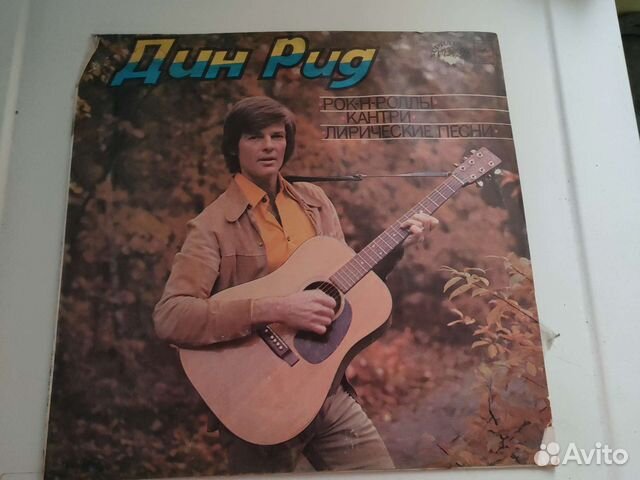 Дин Рид
РОК-Н-РОЛЛЫ
КАНТРИ
ЛИРИЧЕСКИЕ ПЕСНИ
Avito